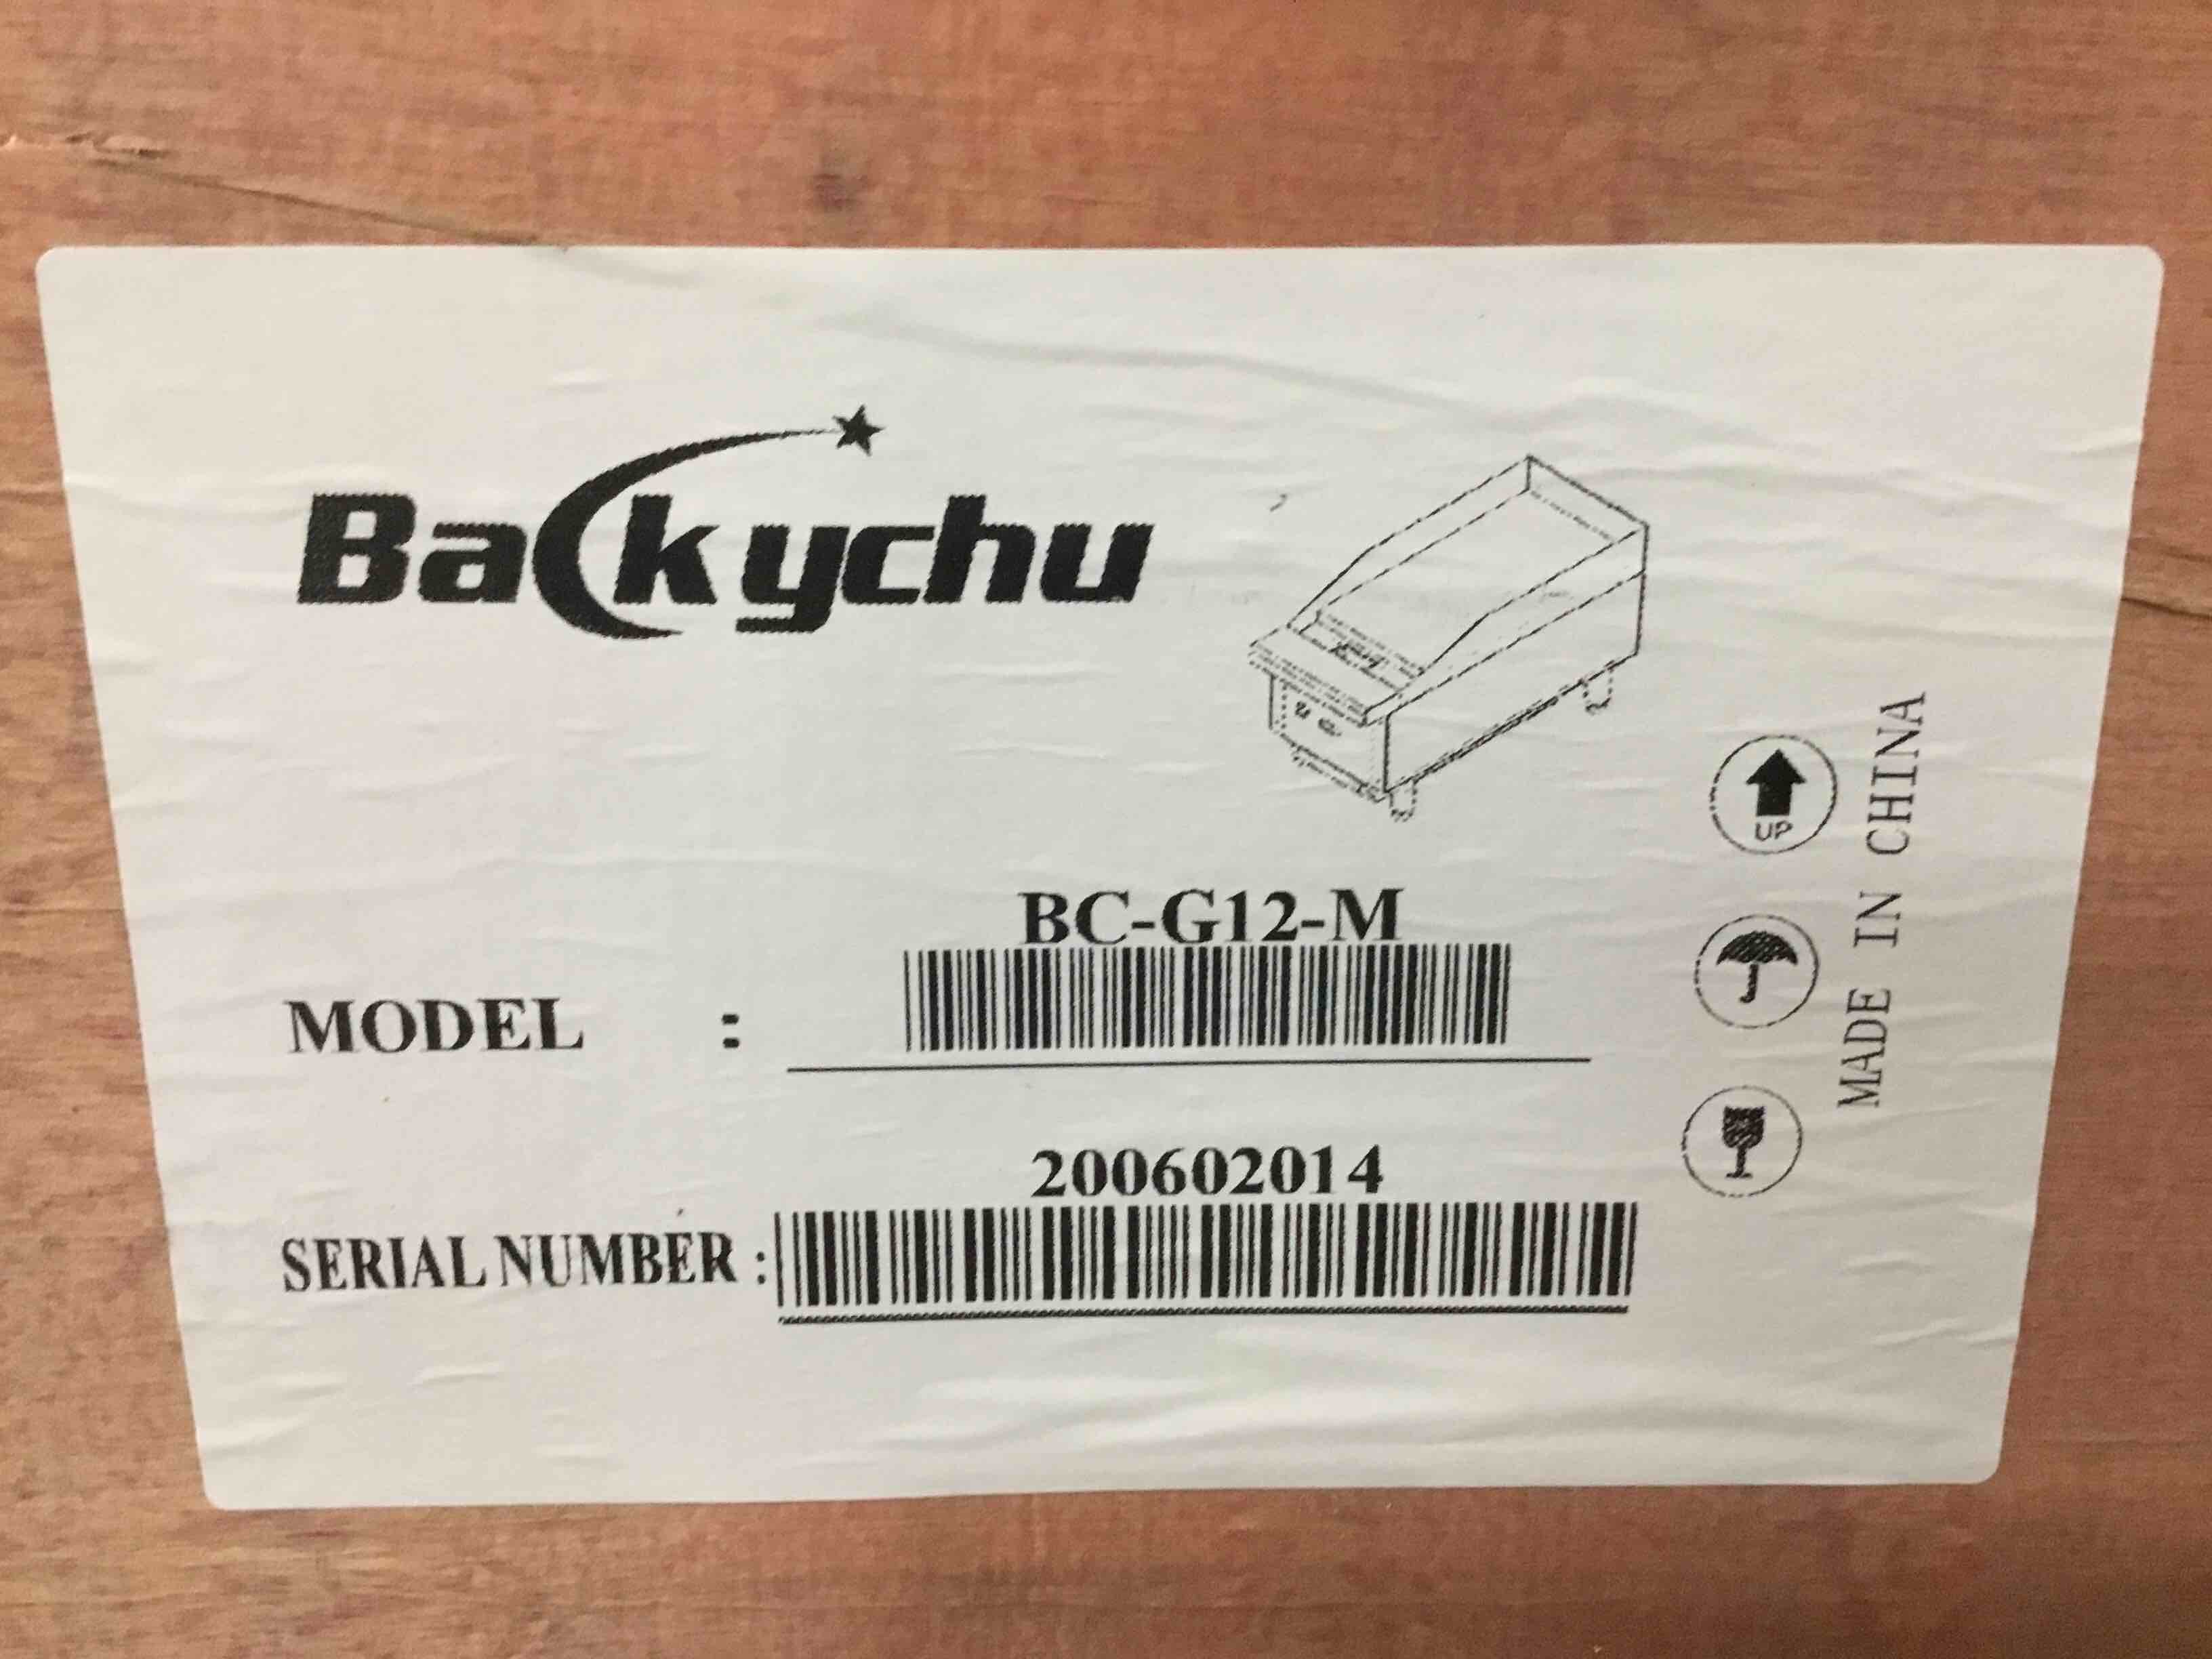 Backychu
BC-G12-M
MODEL :
200602014
SERIAL NUMBER :
UP
MADE IN CHINA